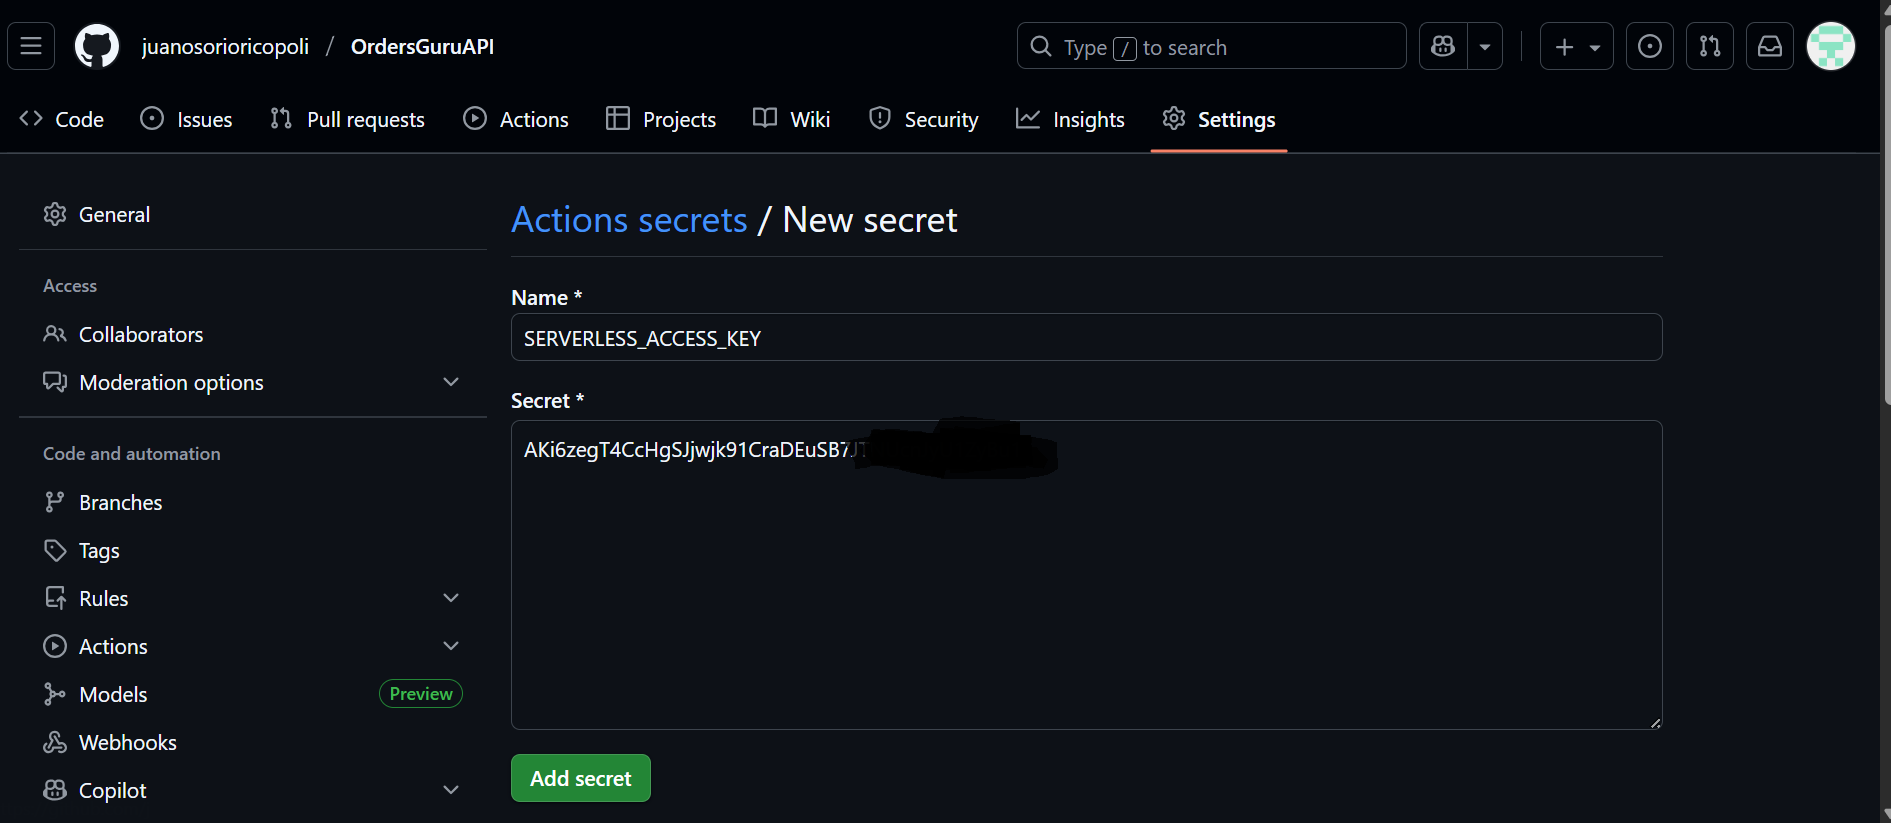 juanosorioricopoli / OrdersGuruAPI
Type / to search
Code
Issues
Pull requests
Actions
Projects
Wiki
Security
Insights
Settings
General
Access
Collaborators
Moderation options
Code and automation
Branches
Tags
Rules
Actions
Models
Preview
Webhooks
Copilot
Actions secrets / New secret
Name *
SERVERLESS_ACCESS_KEY
Secret *
AKi6zegT4CcHgSJjwjk91CraDEuSB7
Add secret